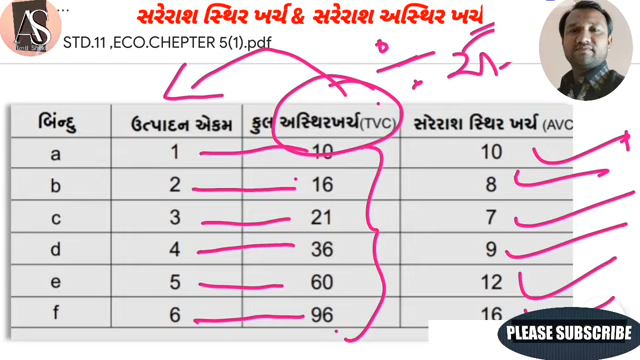 ...
સરેરાશ સ્થિર ખર્ચ & સરેરાશ અસ્થિર ખર્ચ
AS
STD.11 ,ECO.CHEPTER 5(1).pdf
બિંન્દુ ઉત્પાદન એકમ કુલ અસ્થિરખર્ચ(TVC) સરેરાશ સ્થિર ખર્ચ (AVC
a 1 10 10
b 2 16 8
c 3 21 7
d 4 36 9
e 5 60 12
f 6 96 16
PLEASE SUBSCRIBE